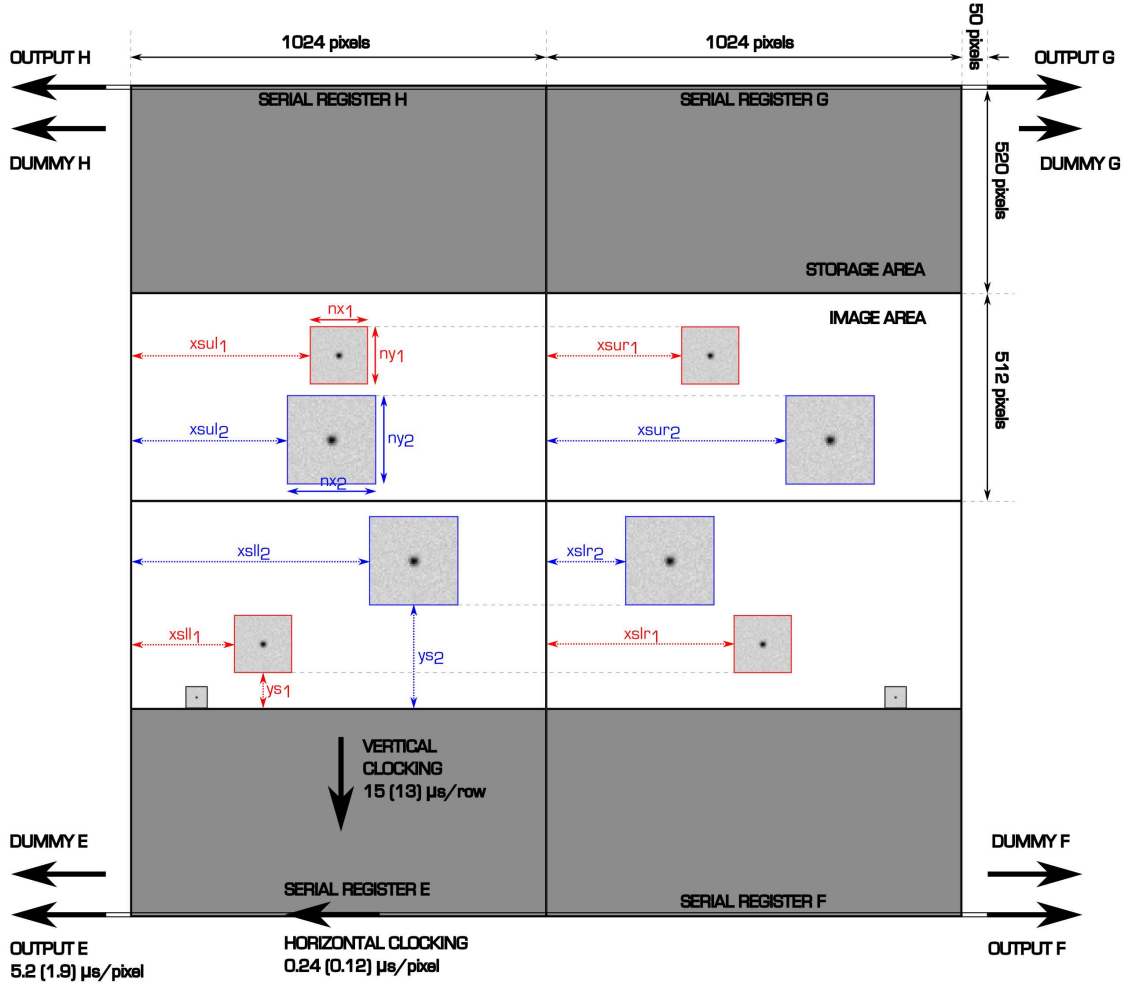 50 pixels
1024 pixels
1024 pixels
OUTPUT H
OUTPUT G
SERIAL REGISTER H
SERIAL REGISTER G
DUMMY H
DUMMY G
520 pixels
STORAGE AREA
nx1
IMAGE AREA
xsul1
ny1
xsur1
512 pixels
xsul2
ny2
xsur2
nx2
xsll2
xslr2
xsll1
xslr1
ys2
ys1
VERTICAL
CLOCKING
15 (13) µs/row
DUMMY E
DUMMY F
SERIAL REGISTER E
SERIAL REGISTER F
OUTPUT E
5.2 (1.9) µs/pixel
HORIZONTAL CLOCKING
0.24 (0.12) µs/pixel
OUTPUT F